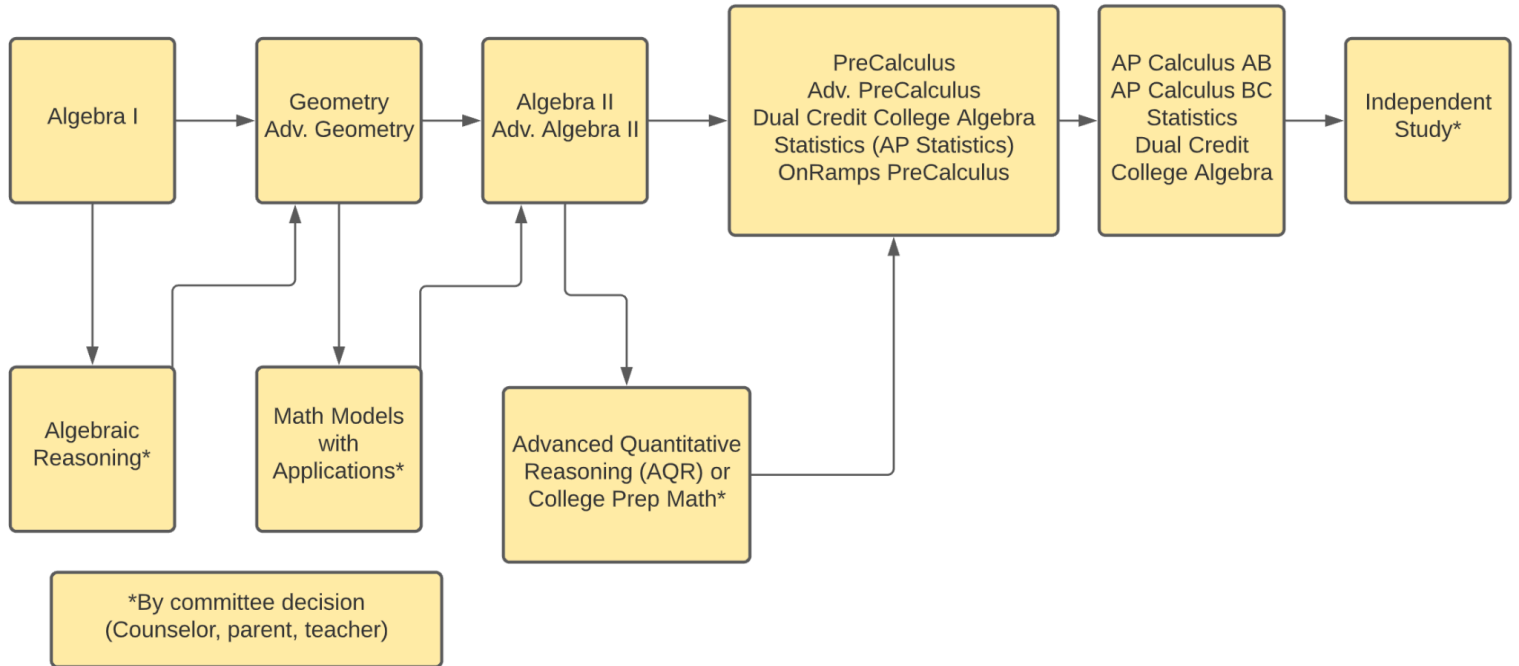 Algebra I
Geometry
Adv. Geometry
Algebra II
Adv. Algebra II
PreCalculus
Adv. PreCalculus
Dual Credit College Algebra
Statistics (AP Statistics)
OnRamps PreCalculus
AP Calculus AB
AP Calculus BC
Statistics
Dual Credit
College Algebra
Independent
Study*
Algebraic
Reasoning*
Math Models
with
Applications*
Advanced Quantitative
Reasoning (AQR) or
College Prep Math*
*By committee decision
(Counselor, parent, teacher)